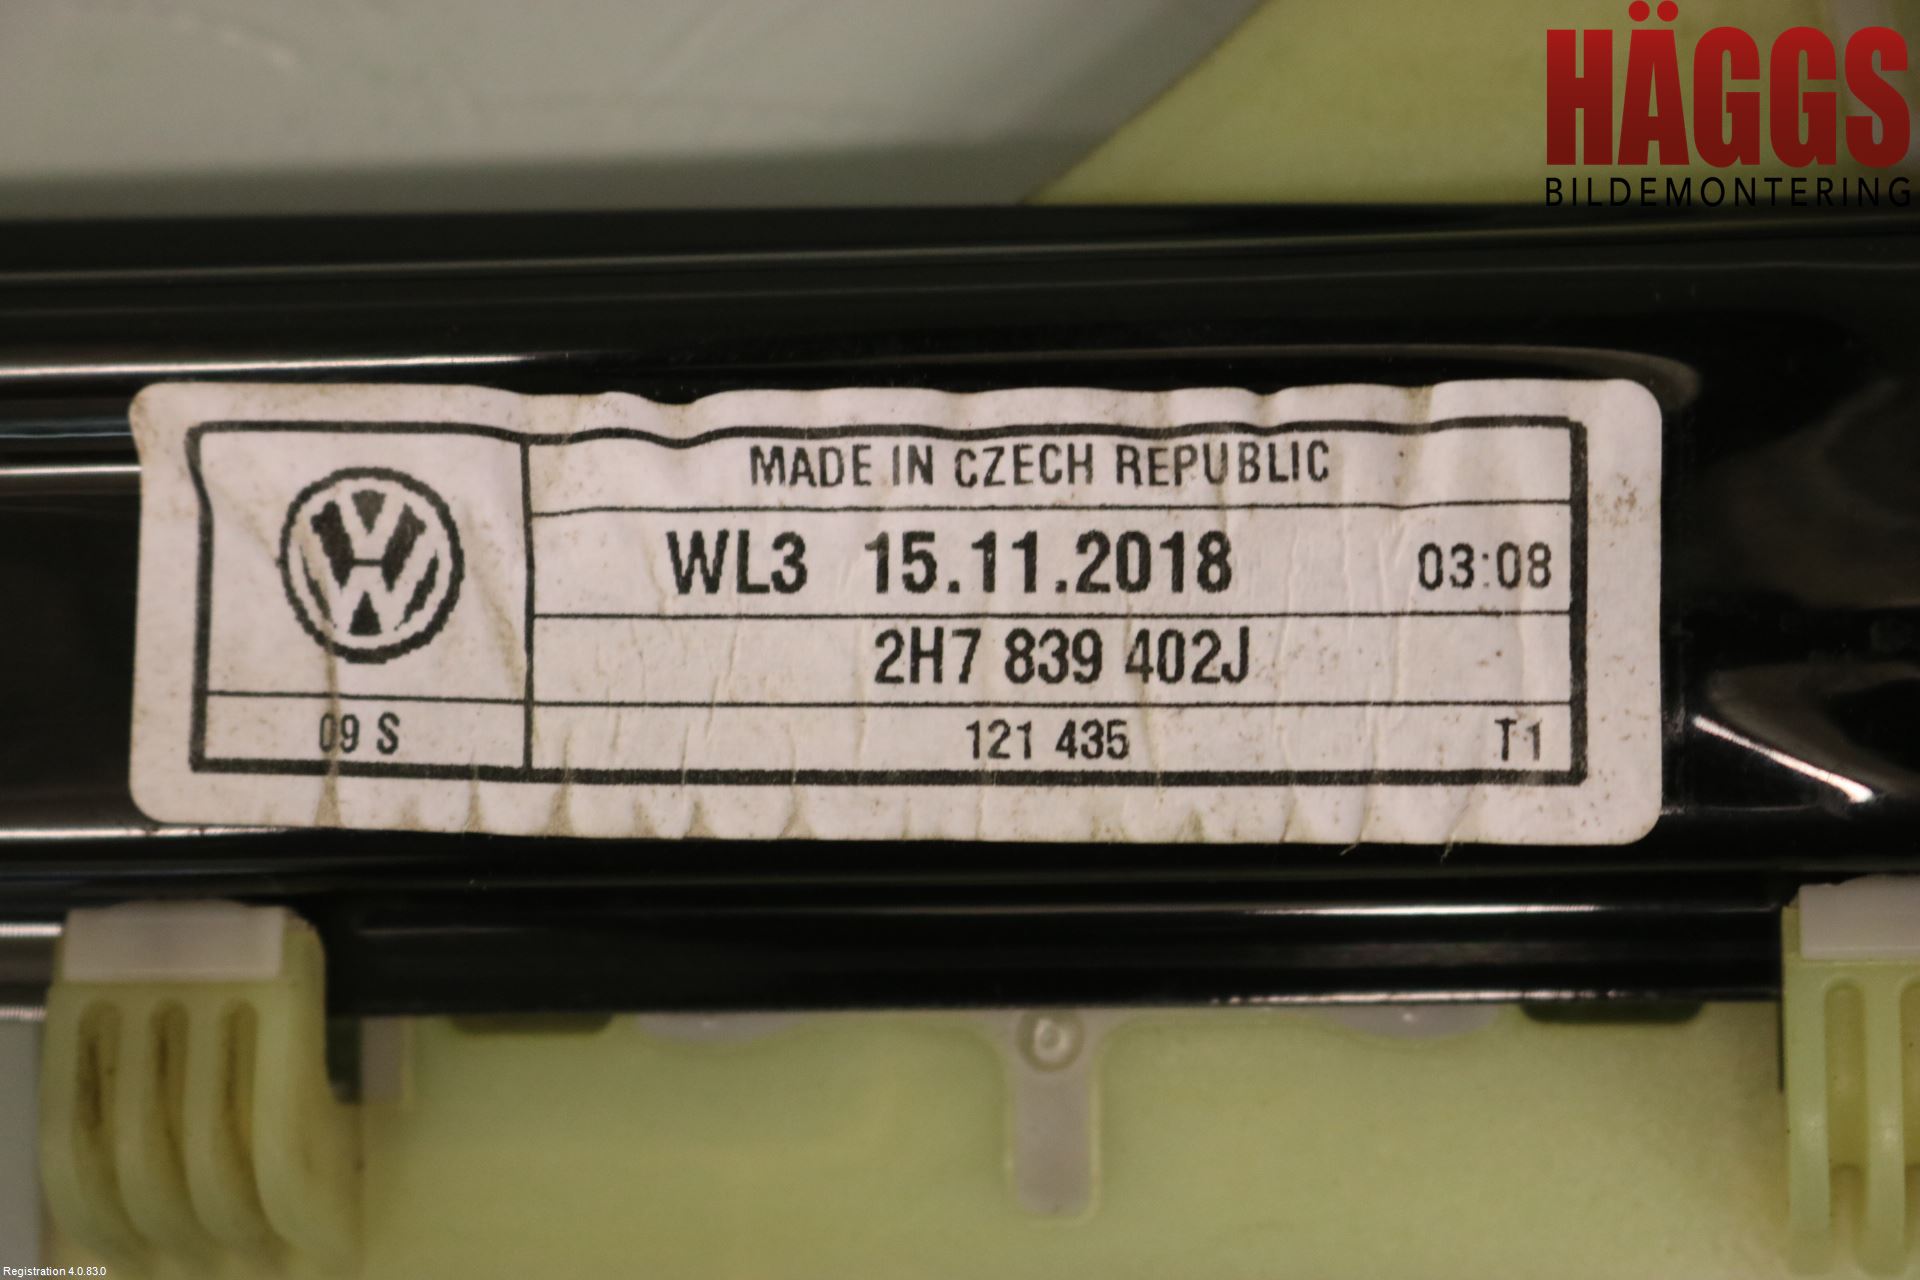 HÄGGS
BILDEMONTERING
MADE IN CZECH REPUBLIC
WL3 15.11.2018 03:08
2H7 839 402J
09 S 121 435 T1
Registration 4.0.83.0